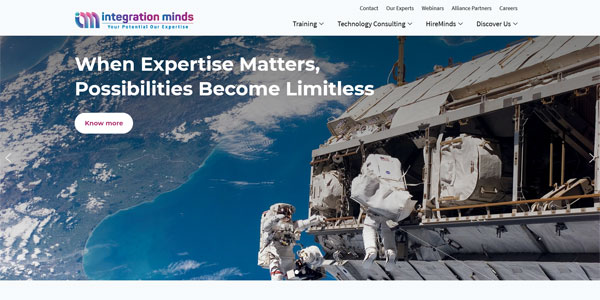 Contact Our Experts Webinars Alliance Partners Careers
integration minds
Your Potential Our Expertise
Training Technology Consulting HireMinds Discover Us
When Expertise Matters,
Possibilities Become Limitless
Know more